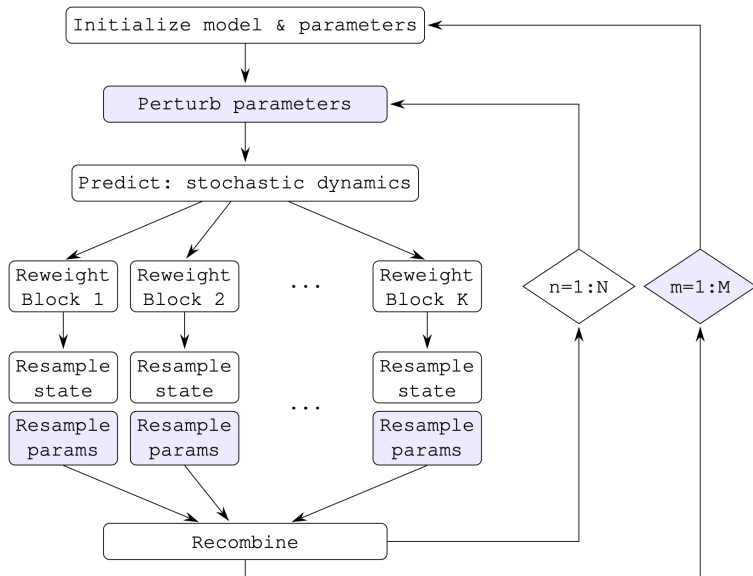 Initialize model & parameters
Perturb parameters
Predict: stochastic dynamics
Reweight
Block 1
Reweight
Block 2
...
Reweight
Block K
n=1:N
m=1:M
Resample
state
Resample
state
Resample
state
...
Resample
params
Resample
params
Resample
params
Recombine